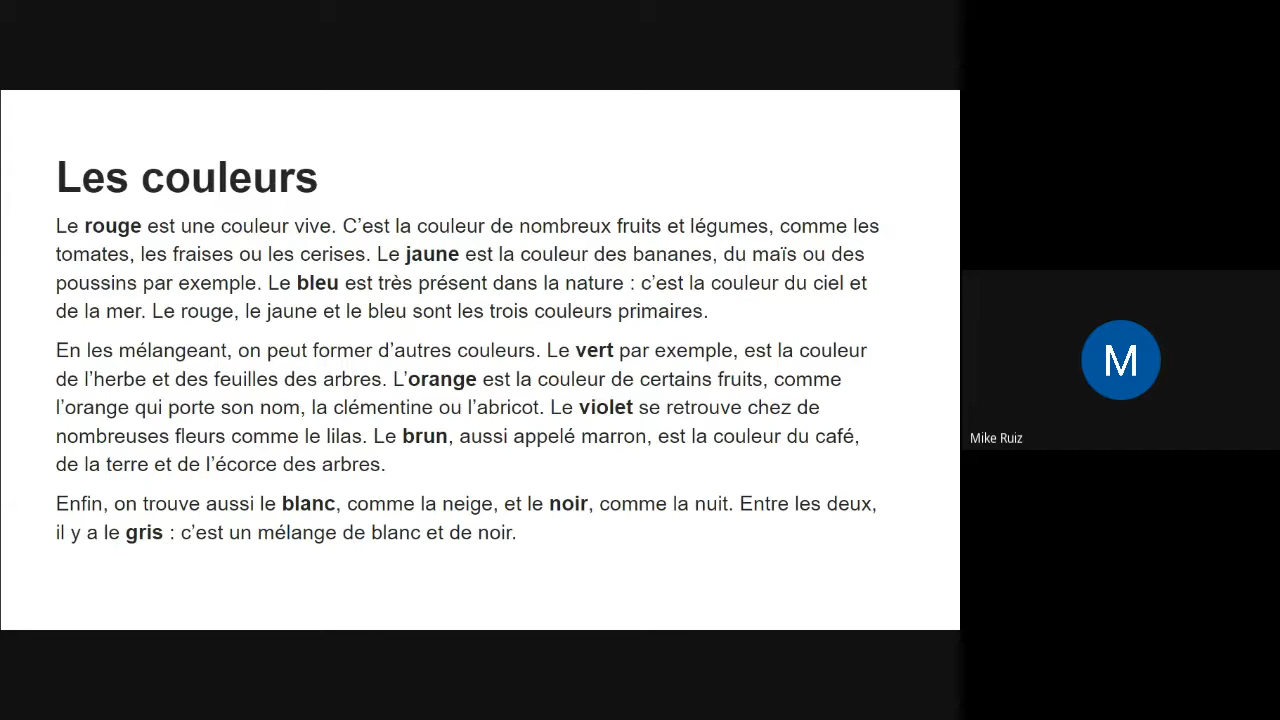 Les couleurs
Le rouge est une couleur vive. C’est la couleur de nombreux fruits et légumes, comme les
tomates, les fraises ou les cerises. Le jaune est la couleur des bananes, du maïs ou des
poussins par exemple. Le bleu est très présent dans la nature : c’est la couleur du ciel et
de la mer. Le rouge, le jaune et le bleu sont les trois couleurs primaires.
En les mélangeant, on peut former d’autres couleurs. Le vert par exemple, est la couleur
de l’herbe et des feuilles des arbres. L’orange est la couleur de certains fruits, comme
l’orange qui porte son nom, la clémentine ou l’abricot. Le violet se retrouve chez de
nombreuses fleurs comme le lilas. Le brun, aussi appelé marron, est la couleur du café,
de la terre et de l’écorce des arbres.
Enfin, on trouve aussi le blanc, comme la neige, et le noir, comme la nuit. Entre les deux,
il y a le gris : c’est un mélange de blanc et de noir.
M
Mike Ruiz